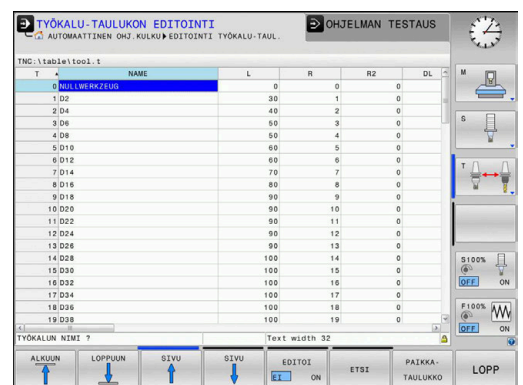 TYÖKALU-TAULUKON EDITOINTI
OHJELMAN TESTAUS
AUTOMAATTINEN OHJ.KULKU EDITOINTI TYÖKALU-TAUL.
TNC:\table\tool.t
T NAME L R R2 DL
0 NULLWERKZEUG 0 0 0
1 D2 30 1 0
2 D4 40 2 0
3 D6 50 3 0
4 D8 50 4 0
5 D10 60 5 0
6 D12 60 6 0
7 D14 70 7 0
8 D16 80 8 0
9 D18 90 9 0
10 D20 90 10 0
11 D22 90 11 0
12 D24 90 12 0
13 D26 90 13 0
14 D28 100 14 0
15 D30 100 15 0
16 D32 100 16 0
17 D34 100 17 0
18 D36 100 18 0
19 D38 100 19 0
TYÖKALUN NIMI ? Text width 32
M
S
T
S100%
OFF ON
F100%
OFF ON
ALKUUN LOPPUUN SIVU SIVU EDITOI ETSI PAIKKA- LOPP
EI ON TAULUKKO